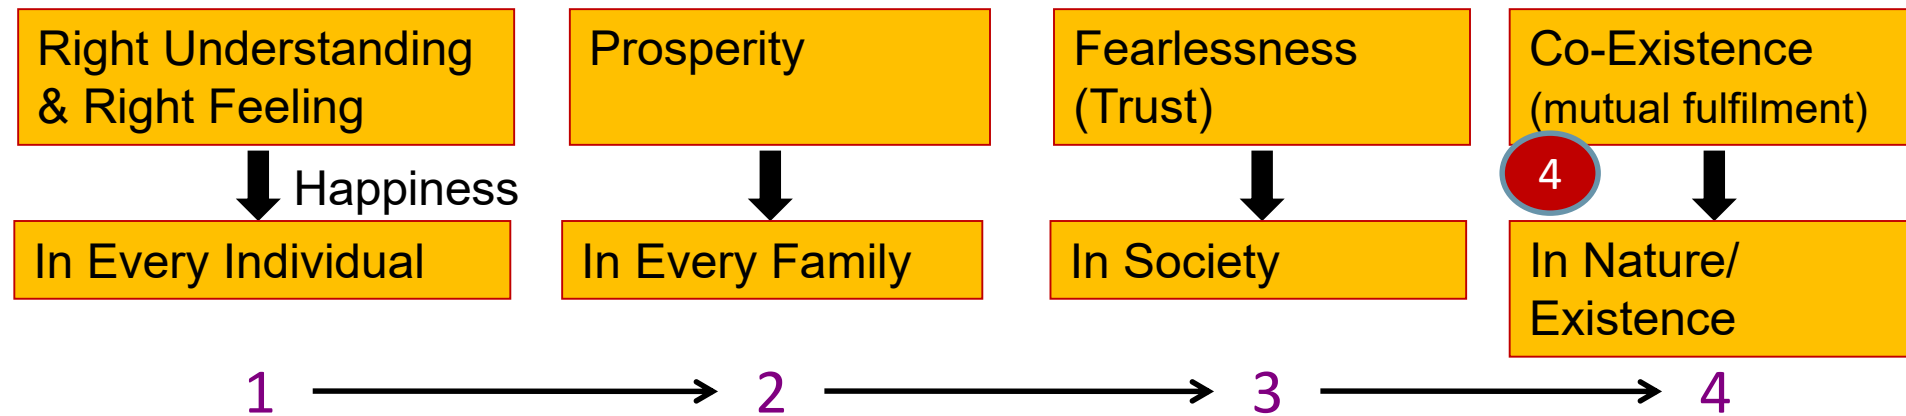 Right Understanding
& Right Feeling
Prosperity
Fearlessness
(Trust)
Co-Existence
(mutual fulfilment)
4
Happiness
In Every Individual
In Every Family
In Society
In Nature/
Existence
1
2
3
4